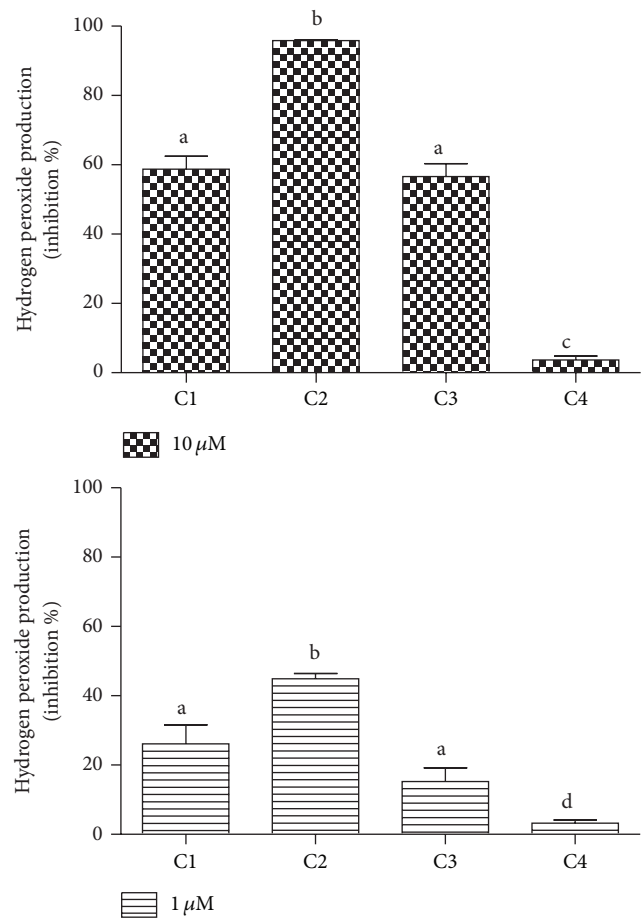 Hydrogen peroxide production
(inhibition %)
100
80
60
40
20
0
a
b
a
c
C1
C2
C3
C4
10 μM
Hydrogen peroxide production
(inhibition %)
100
80
60
40
20
0
a
b
a
d
C1
C2
C3
C4
1 μM